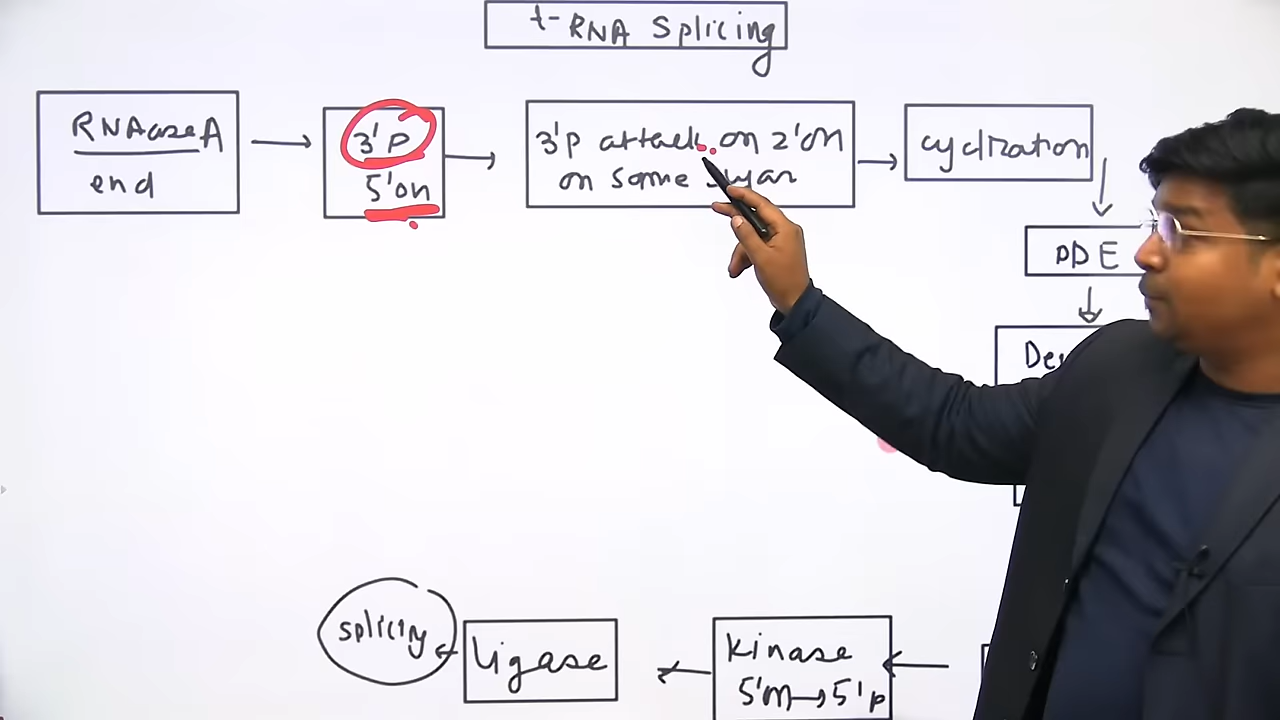 t-RNA Splicing
RNAase A
end
3'P
5'OH
3'P attack on 2'OH
on same sugar
cyclization
PDE
De
kinase
5'OH → 5'P
ligase
splicing